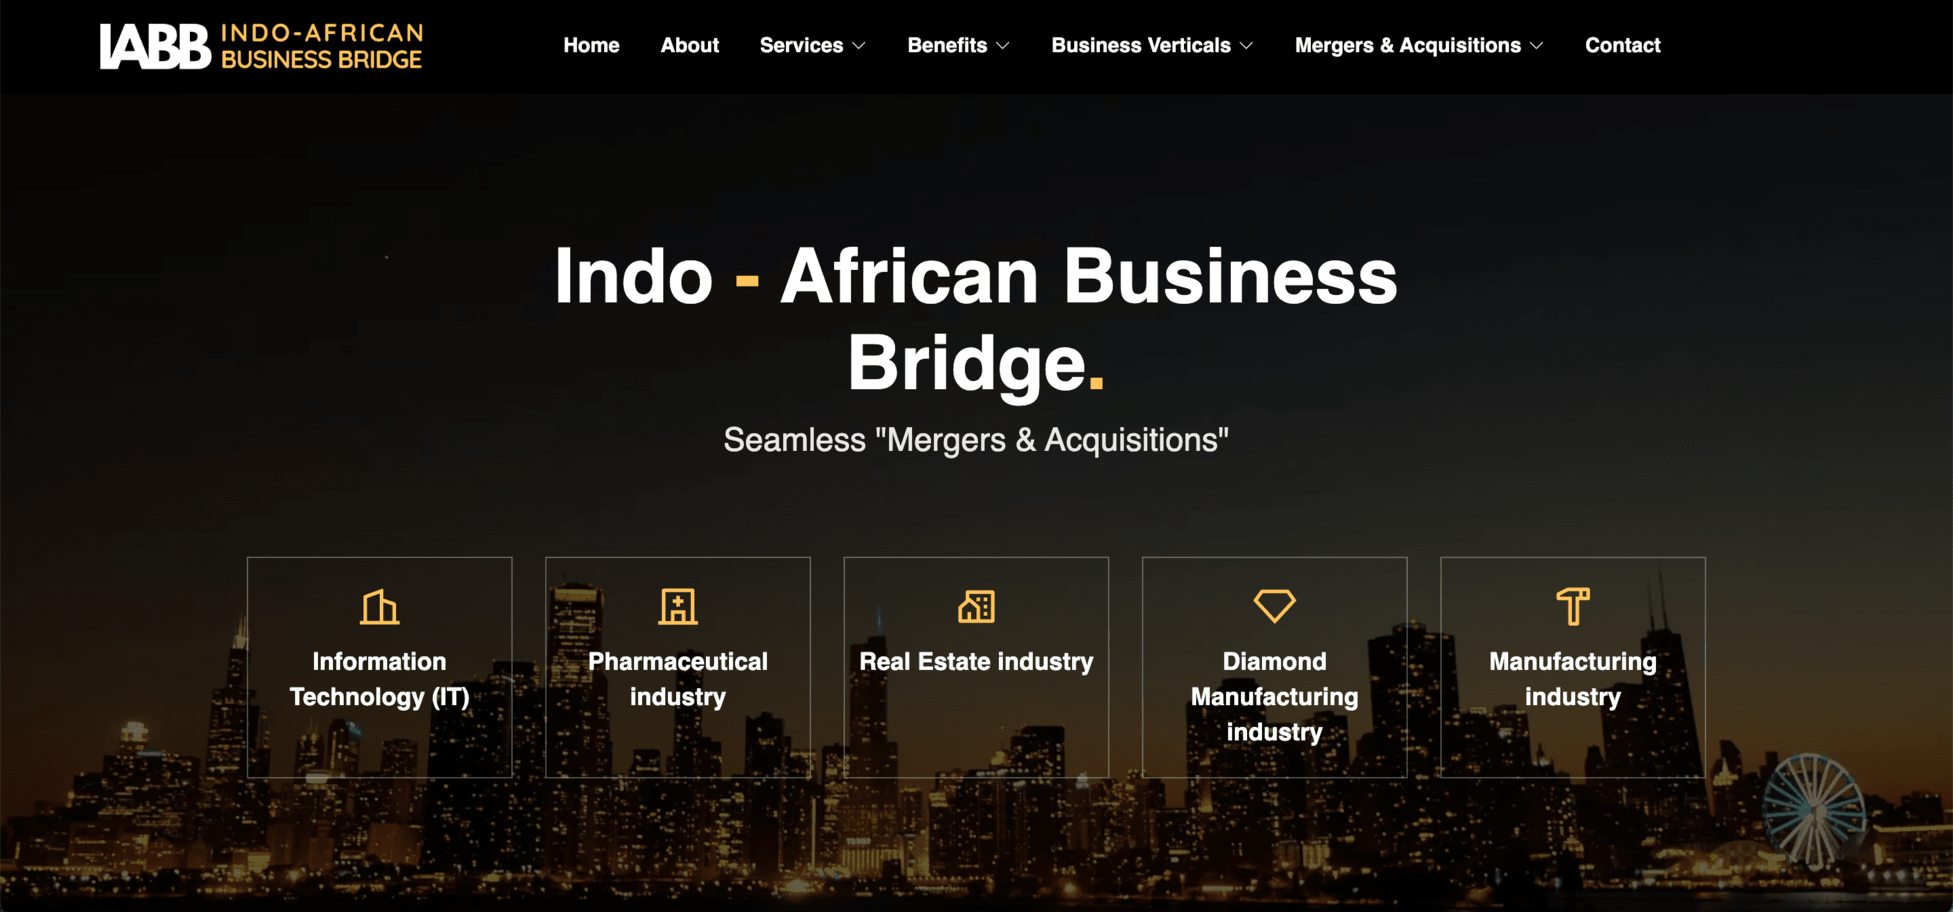 IABB INDO-AFRICAN
BUSINESS BRIDGE
Home About Services Benefits Business Verticals Mergers & Acquisitions Contact
Indo - African Business
Bridge.
Seamless "Mergers & Acquisitions"
Information
Technology (IT)
Pharmaceutical
industry
Real Estate industry
Diamond
Manufacturing
industry
Manufacturing
industry